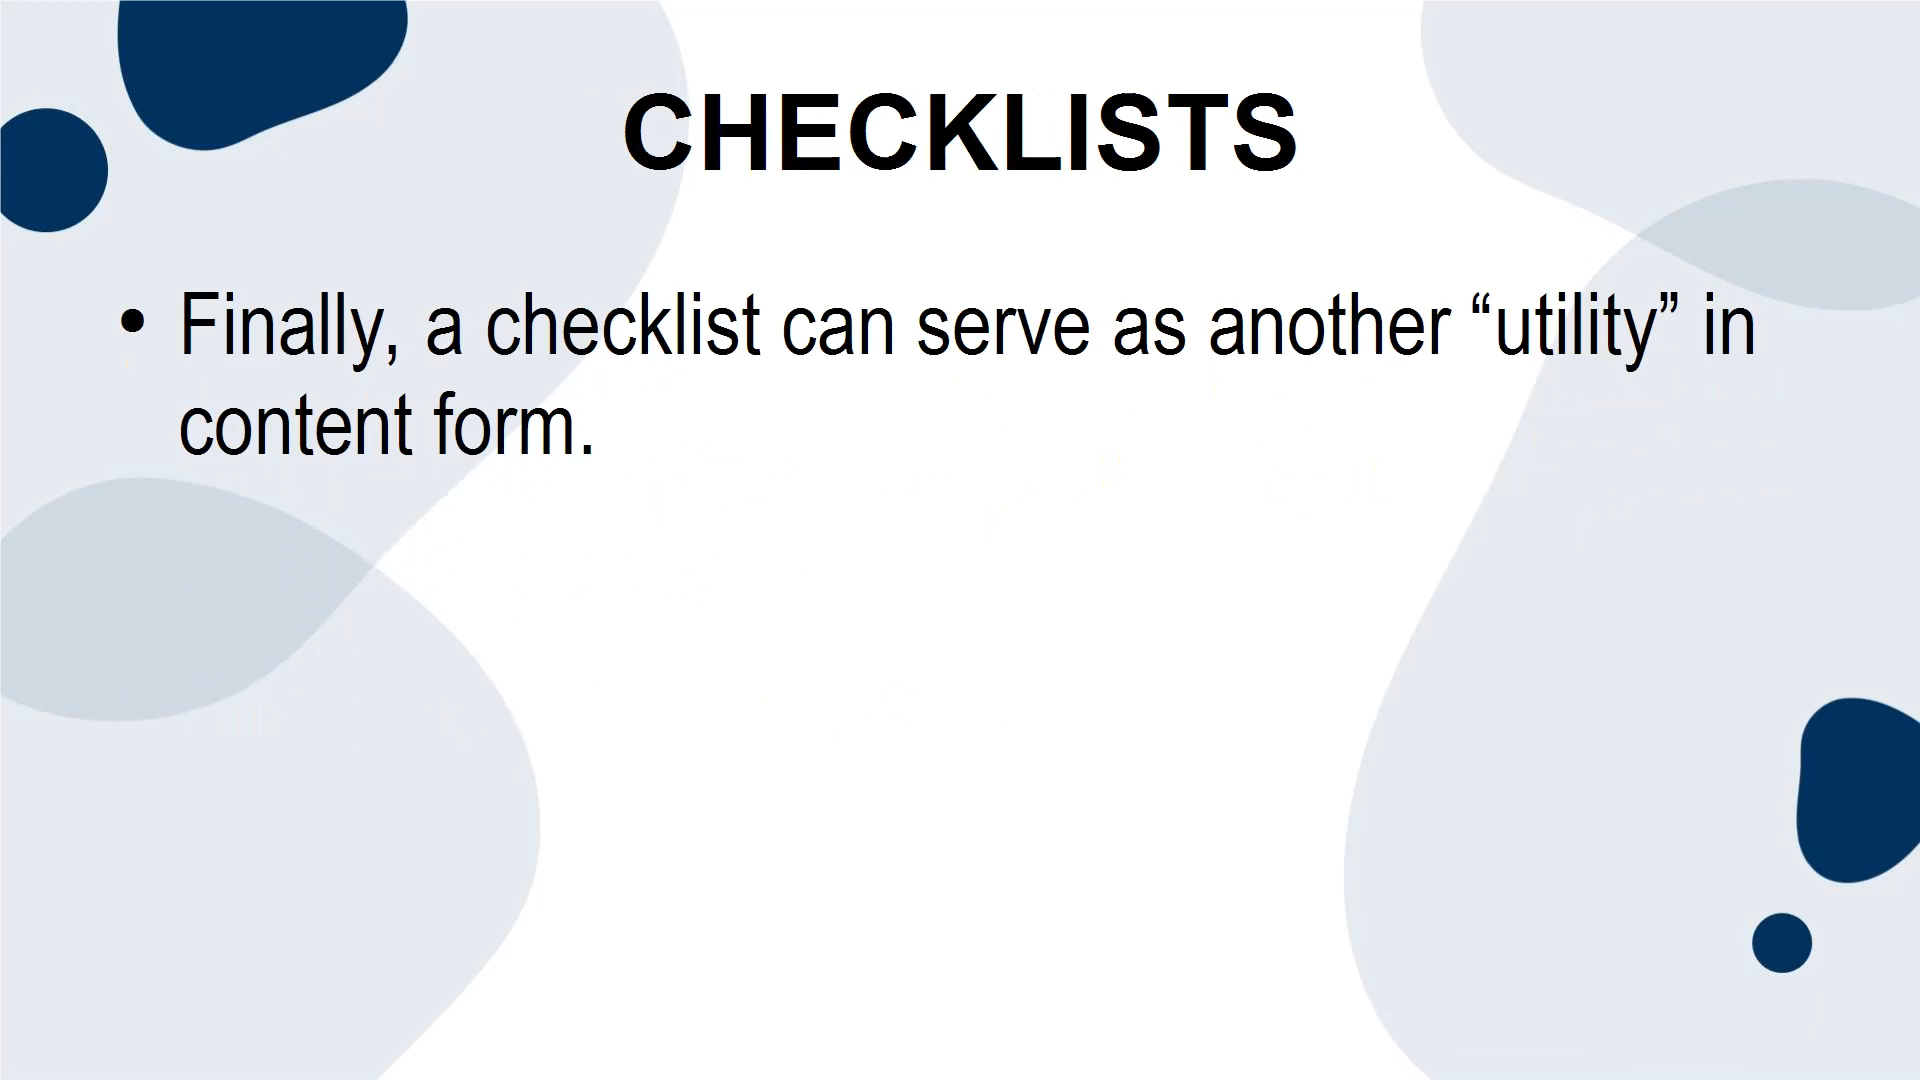 CHECKLISTS
• Finally, a checklist can serve as another “utility” in
content form.